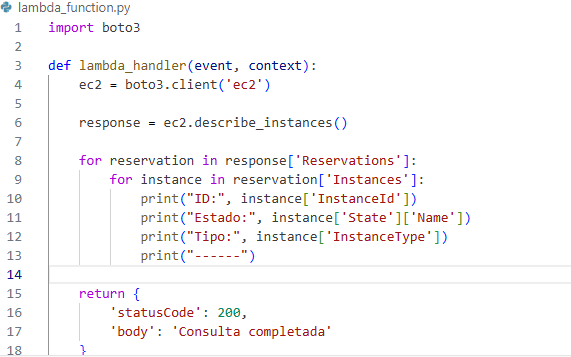 lambda_function.py
1 import boto3
2
3 def lambda_handler(event, context):
4     ec2 = boto3.client('ec2')
5
6     response = ec2.describe_instances()
7
8     for reservation in response['Reservations']:
9         for instance in reservation['Instances']:
10             print("ID:", instance['InstanceId'])
11             print("Estado:", instance['State']['Name'])
12             print("Tipo:", instance['InstanceType'])
13             print("------")
14
15     return {
16         'statusCode': 200,
17         'body': 'Consulta completada'
18     }